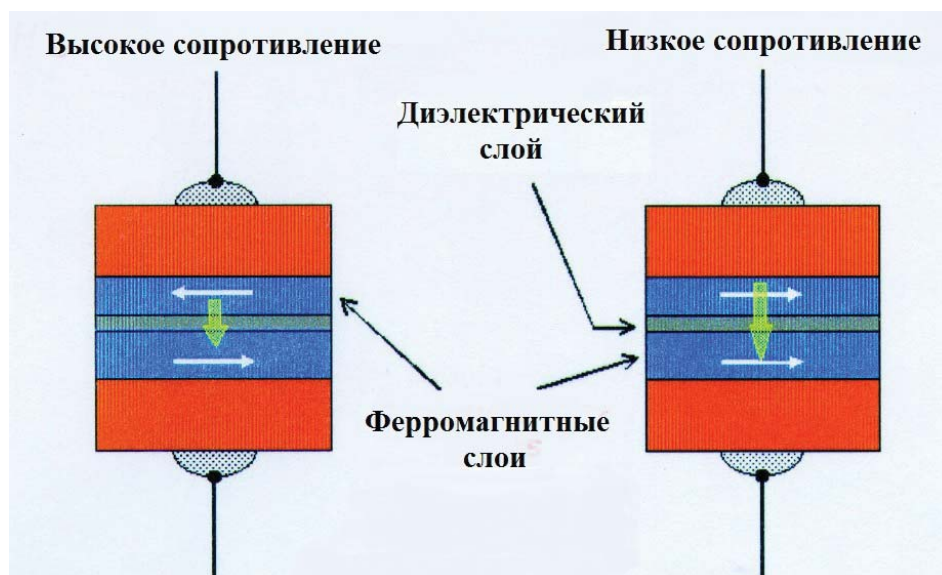 Высокое сопротивление
Низкое сопротивление
Диэлектрический
слой
Ферромагнитные
слои